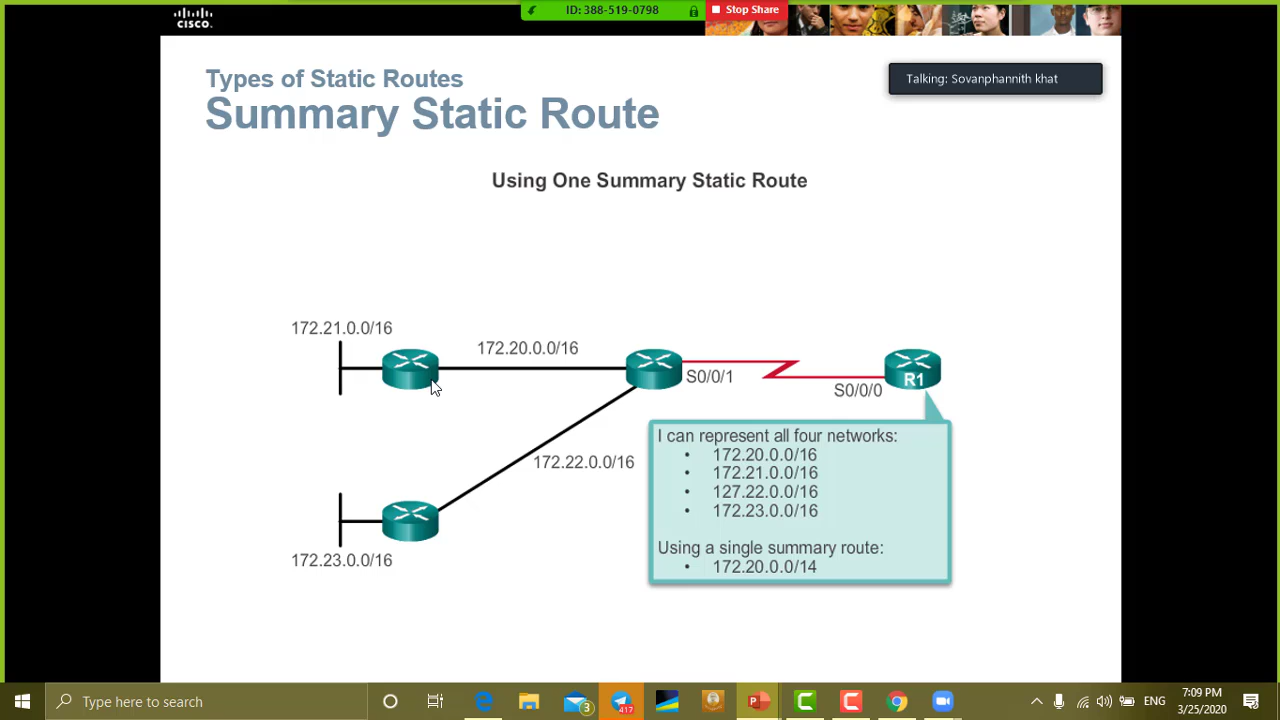 CISCO.
ID: 388-519-0798
Stop Share
Talking: Sovanphannith khat
Types of Static Routes
Summary Static Route
Using One Summary Static Route
172.21.0.0/16
172.20.0.0/16
S0/0/1
S0/0/0
R1
172.22.0.0/16
172.23.0.0/16
I can represent all four networks:
• 172.20.0.0/16
• 172.21.0.0/16
• 127.22.0.0/16
• 172.23.0.0/16
Using a single summary route:
• 172.20.0.0/14
Type here to search
3
417
ENG
7:09 PM
3/25/2020